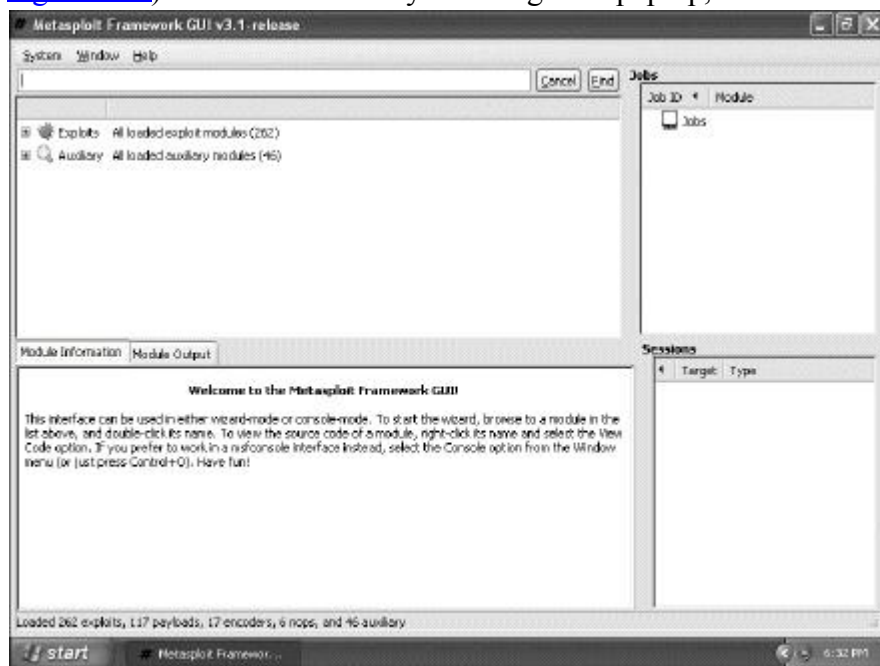 Metasploit Framework GUI v3.1-release
System Window Help
Cancel Find
Jobs
Job ID Module
Jobs
Exploits All loaded exploit modules (262)
Auxiliary All loaded auxiliary modules (46)
Module Information Module Output
Welcome to the Metasploit Framework GUI!
This interface can be used in either wizard-mode or console-mode. To start the wizard, browse to a module in the
list above, and double-click its name. To view the source code of a module, right-click its name and select the View
Code option. If you prefer to work in a msfconsole interface instead, select the Console option from the Window
menu (or just press Control+O). Have fun!
Sessions
Target Type
Loaded 262 exploits, 117 payloads, 17 encoders, 6 nops, and 46 auxiliary
start Metasploit Framewor... 6:32 PM